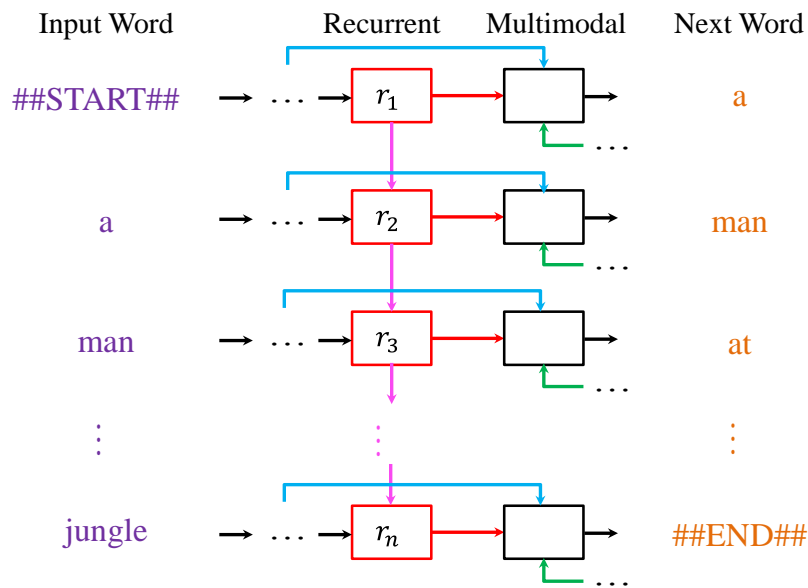 Input Word Recurrent Multimodal Next Word
##START## ... r₁ a
...
a ... r₂ man
...
man ... r₃ at
...
⋮ ⋮ ⋮
jungle ... rₙ ##END##
...